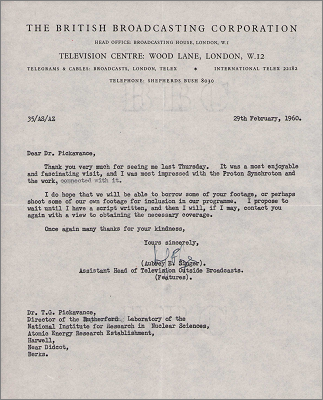 THE BRITISH BROADCASTING CORPORATION
HEAD OFFICE: BROADCASTING HOUSE, LONDON, W.1
TELEVISION CENTRE: WOOD LANE, LONDON, W.12
TELEGRAMS & CABLES: BROADCASTS, LONDON, TELEX * INTERNATIONAL TELEX 22182
TELEPHONE: SHEPHERDS BUSH 8030
35/AS/AZ 29th February, 1960.
Dear Dr. Pickavance,
Thank you very much for seeing me last Thursday. It was a most enjoyable
and fascinating visit, and I was most impressed with the Proton Synchroton and
the work, connected with it.
I do hope that we will be able to borrow some of your footage, or perhaps
shoot some of our own footage for inclusion in our programme. I propose to
wait until I have a script written, and then I will, if I may, contact you
again with a view to obtaining the necessary coverage.
Once again many thanks for your kindness,
Yours sincerely,
(Aubrey E. Singer).
Assistant Head of Television Outside Broadcasts.
(Features).
Dr. T.G. Pickavance,
Director of the Rutherford Laboratory of the
National Institute for Research in Nuclear Sciences,
Atomic Energy Research Establishment,
Harwell,
Near Didcot,
Berks.